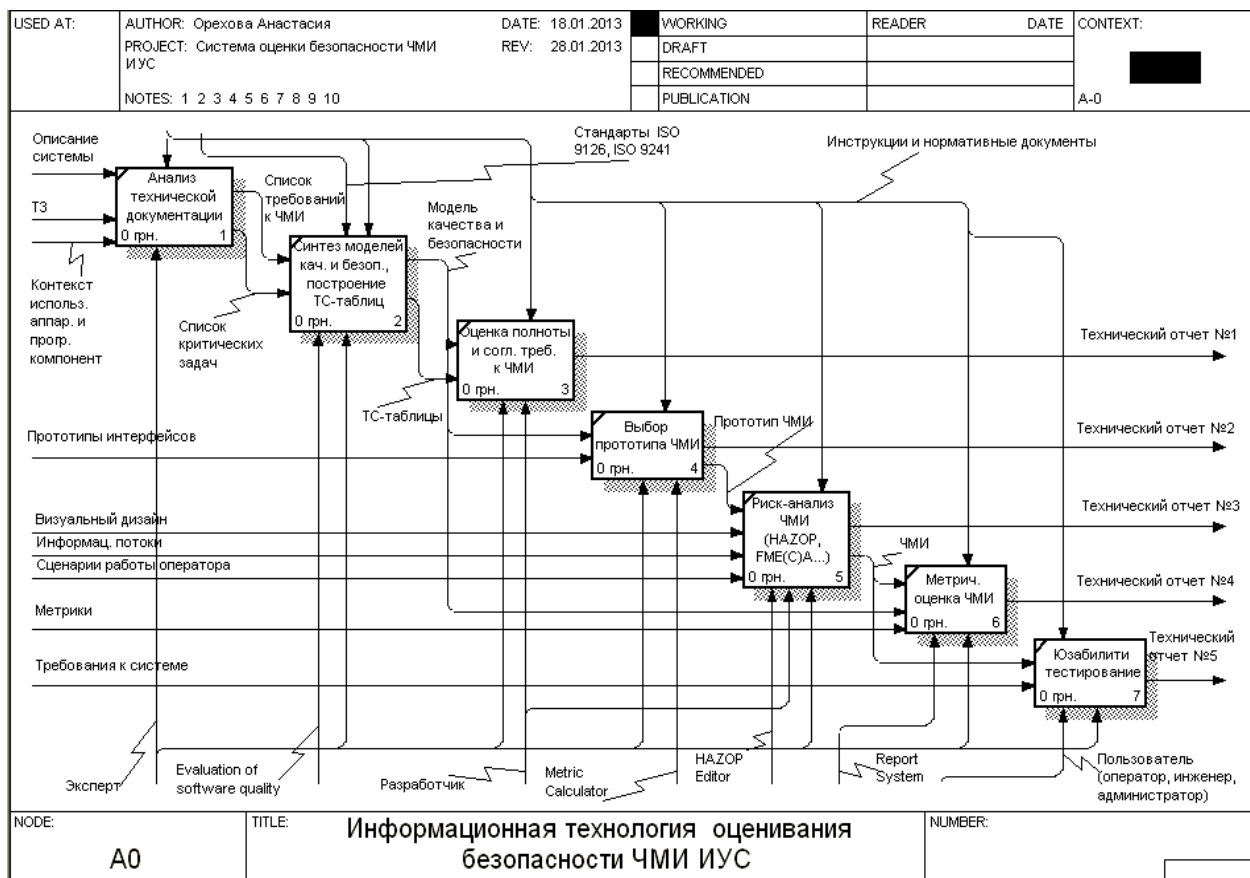 USED AT:
AUTHOR: Орехова Анастасия
DATE: 18.01.2013
PROJECT: Система оценки безопасности ЧМИ
ИУС
REV: 28.01.2013
NOTES: 1 2 3 4 5 6 7 8 9 10
WORKING
DRAFT
RECOMMENDED
PUBLICATION
READER
DATE
CONTEXT:
A-0
Описание
системы
ТЗ
Контекст
использ.
аппар. и
прогр.
компонент
Анализ
технической
документации
0 грн.
1
Список
требований
к ЧМИ
Список
критических
задач
Стандарты ISO
9126, ISO 9241
Инструкции и нормативные документы
Синтез моделей
кач. и безоп.,
построение
ТС-таблиц
0 грн.
2
Модель
качества и
безопасности
ТС-таблицы
Оценка полноты
и согл. треб.
к ЧМИ
0 грн.
3
Технический отчет №1
Прототипы интерфейсов
Выбор
прототипа ЧМИ
0 грн.
4
Прототип ЧМИ
Технический отчет №2
Визуальный дизайн
Информац. потоки
Сценарии работы оператора
Риск-анализ
ЧМИ
(HAZOP,
FME(C)A...)
0 грн.
5
Технический отчет №3
ЧМИ
Метрики
Метрич.
оценка ЧМИ
0 грн.
6
Технический отчет №4
Требования к системе
Юзабилити
тестирование
0 грн.
7
Технический
отчет №5
Эксперт
Evaluation of
software quality
Разработчик
Metric
Calculator
HAZOP
Editor
Report
System
Пользователь
(оператор, инженер,
администратор)
NODE:
A0
TITLE:
Информационная технология оценивания
безопасности ЧМИ ИУС
NUMBER: